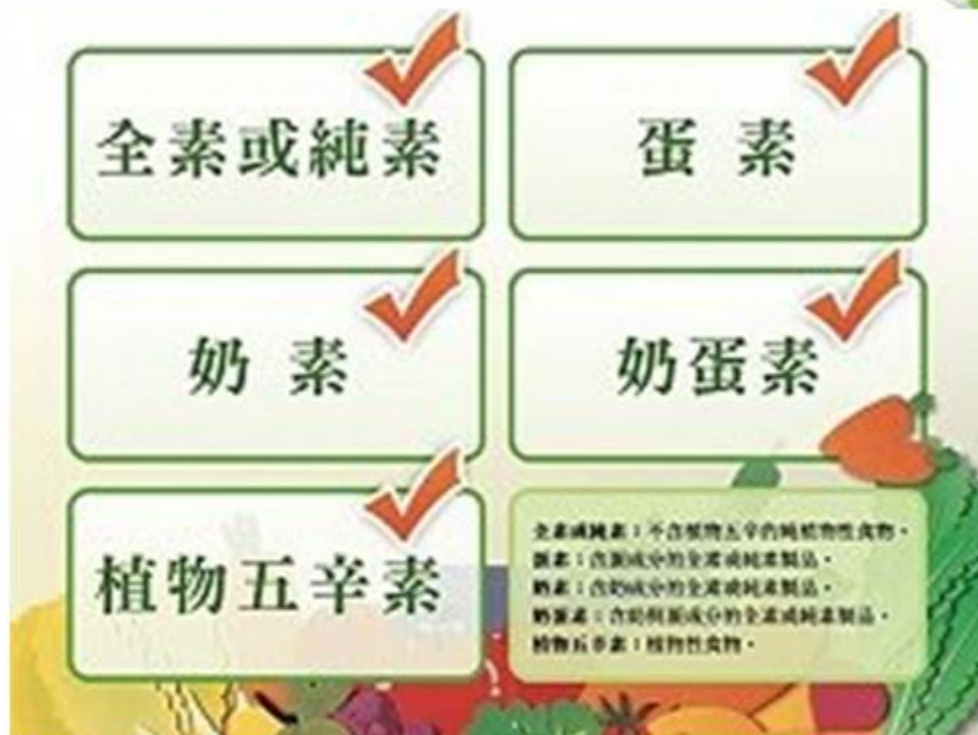 全素或純素
蛋素
奶素
奶蛋素
植物五辛素
全素或純素：不含植物五辛的純植物性食物。
蛋素：含蛋成分的全素或純素製品。
奶素：含奶成分的全素或純素製品。
奶蛋素：含奶與蛋成分的全素或純素製品。
植物五辛素：植物性食物。